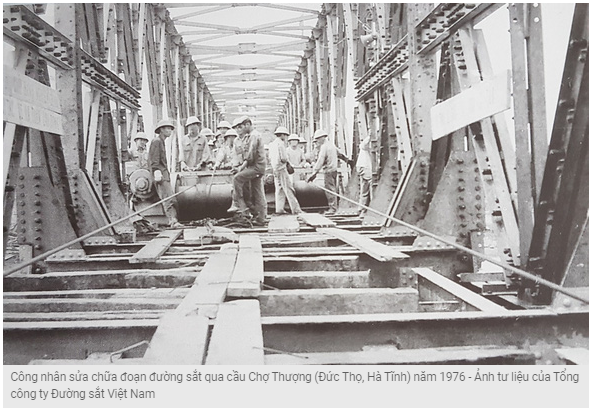 Công nhân sửa chữa đoạn đường sắt qua cầu Chợ Thượng (Đức Thọ, Hà Tĩnh) năm 1976 - Ảnh tư liệu của Tổng
công ty Đường sắt Việt Nam